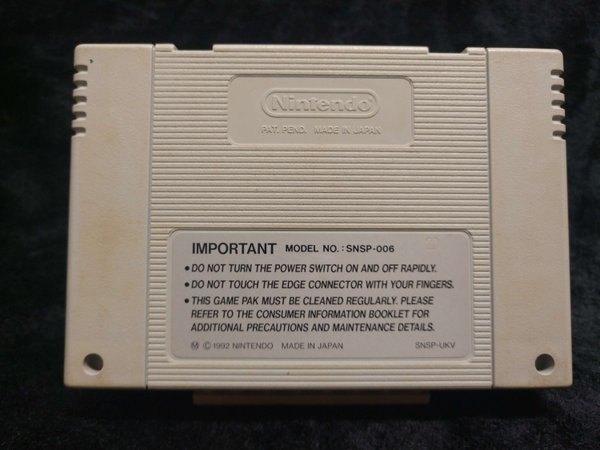 Nintendo
PAT. PEND. MADE IN JAPAN
IMPORTANT MODEL NO.: SNSP-006
• DO NOT TURN THE POWER SWITCH ON AND OFF RAPIDLY.
• DO NOT TOUCH THE EDGE CONNECTOR WITH YOUR FINGERS.
• THIS GAME PAK MUST BE CLEANED REGULARLY. PLEASE
REFER TO THE CONSUMER INFORMATION BOOKLET FOR
ADDITIONAL PRECAUTIONS AND MAINTENANCE DETAILS.
Ⓜ © 1992 NINTENDO MADE IN JAPAN SNSP-UKV